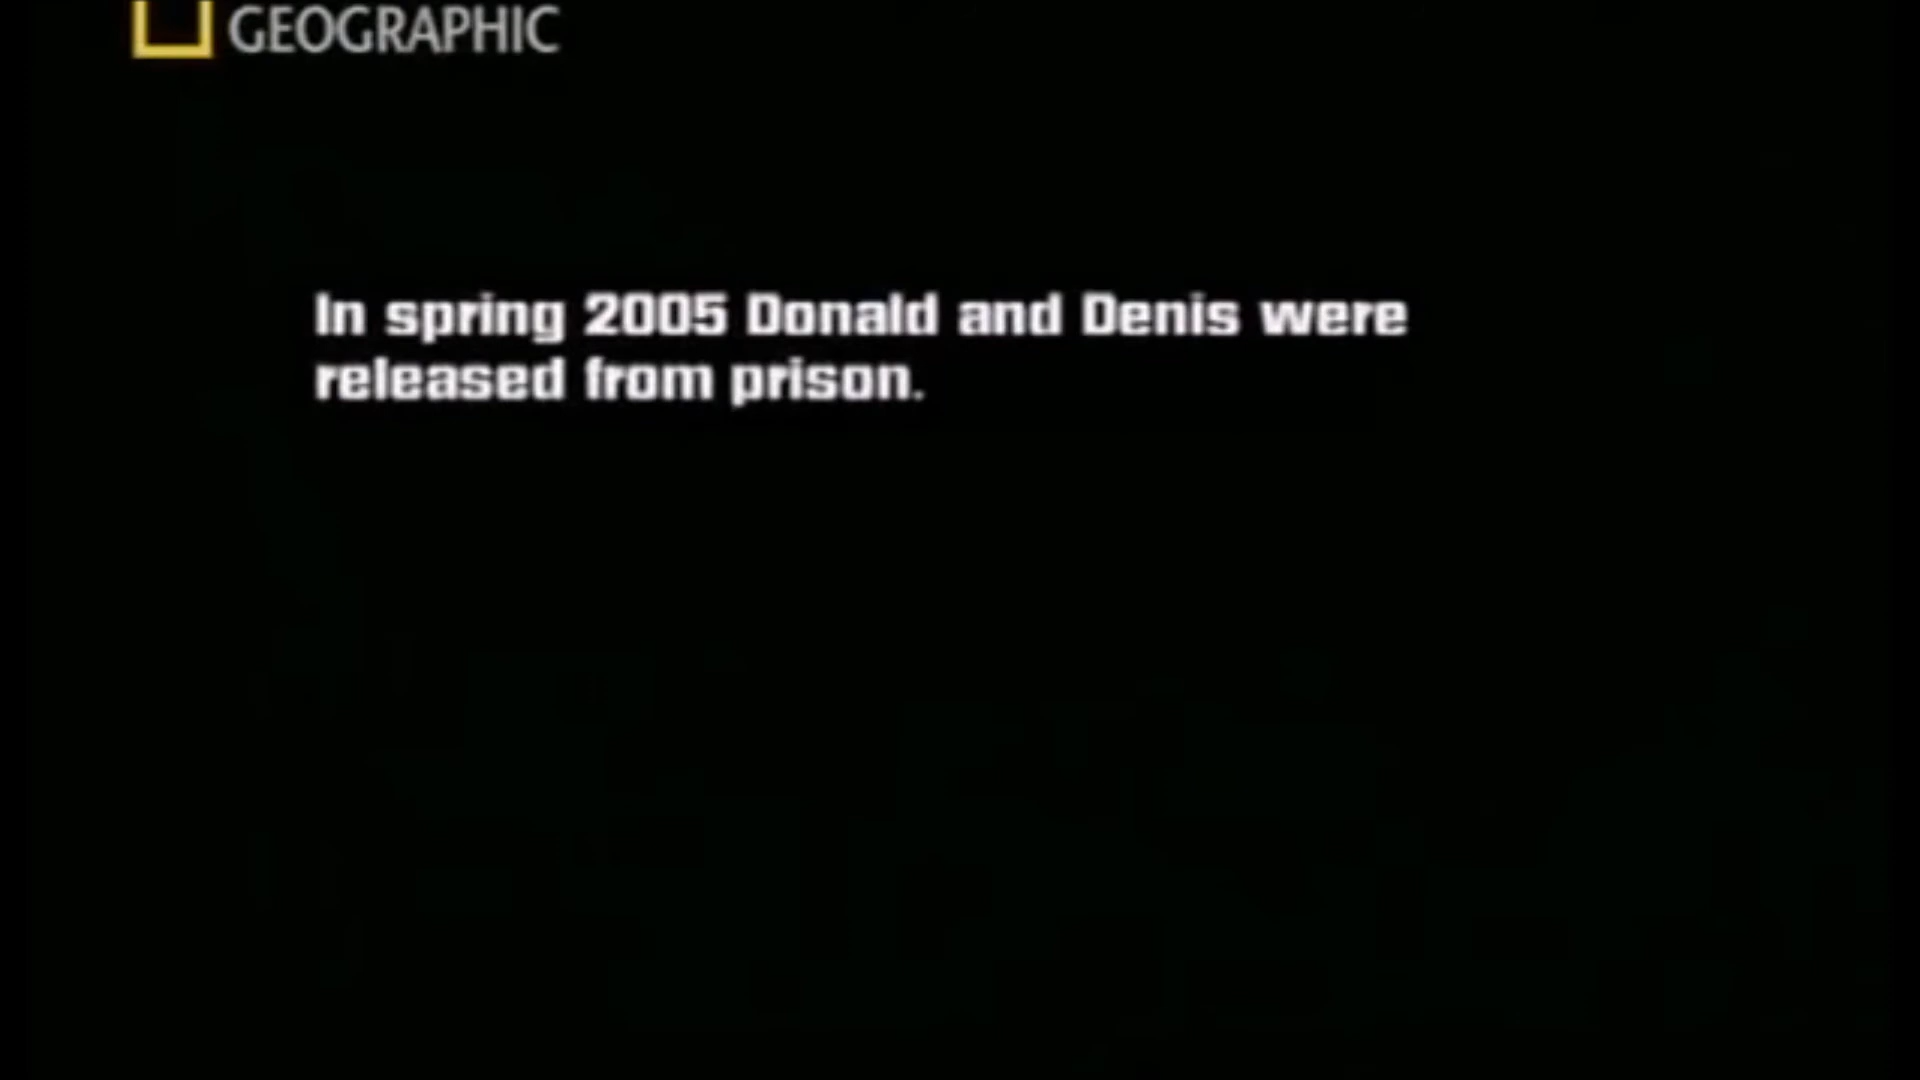 GEOGRAPHIC
In spring 2005 Donald and Denis were
released from prison.